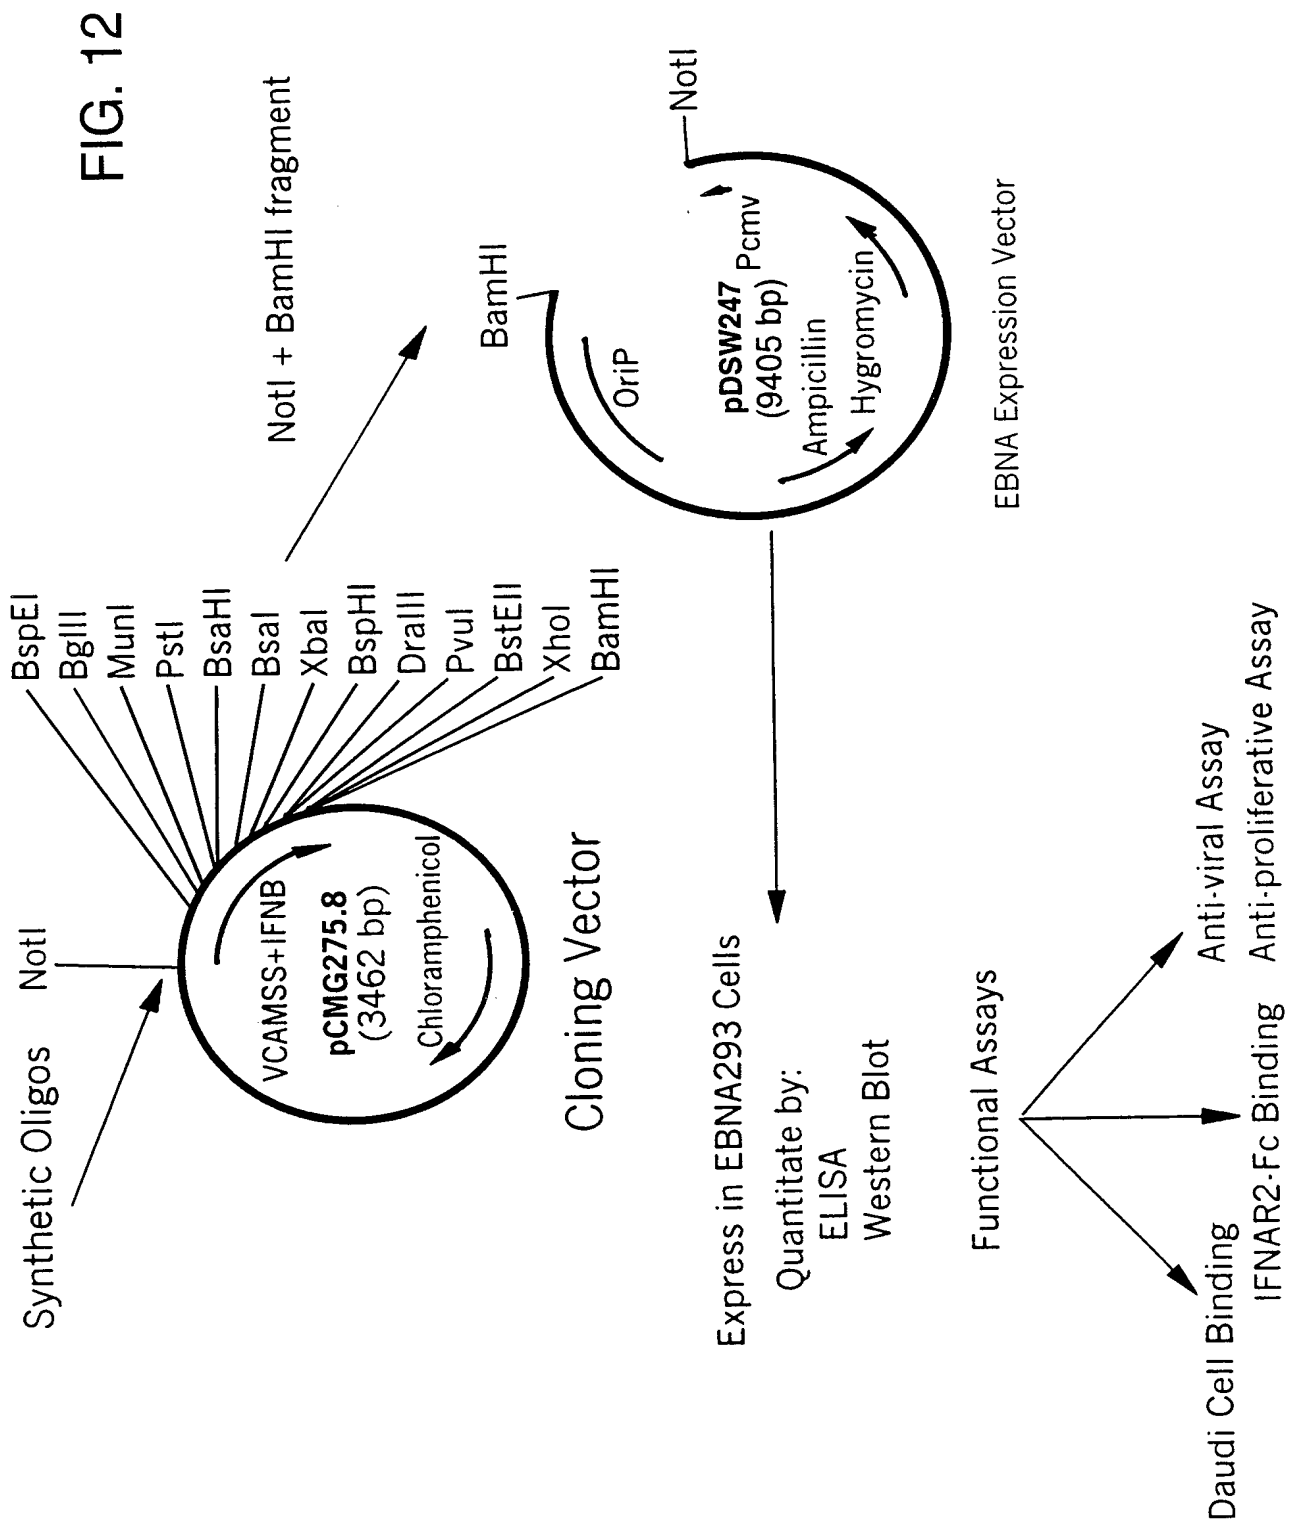 FIG. 12
Synthetic Oligos
NotI
BspEI
BglII
MunI
PstI
BsaHI
BsaI
XbaI
BspHI
DraIII
PvuI
BstEII
XhoI
BamHI
VCAMSS+IFNB
pCMG275.8
(3462 bp)
Chloramphenicol
Cloning Vector
NotI + BamHI fragment
BamHI
NotI
OriP
pDSW247
(9405 bp)
Pcmv
Ampicillin
Hygromycin
EBNA Expression Vector
Express in EBNA293 Cells
Quantitate by:
ELISA
Western Blot
Functional Assays
Daudi Cell Binding
IFNAR2-Fc Binding
Anti-viral Assay
Anti-proliferative Assay